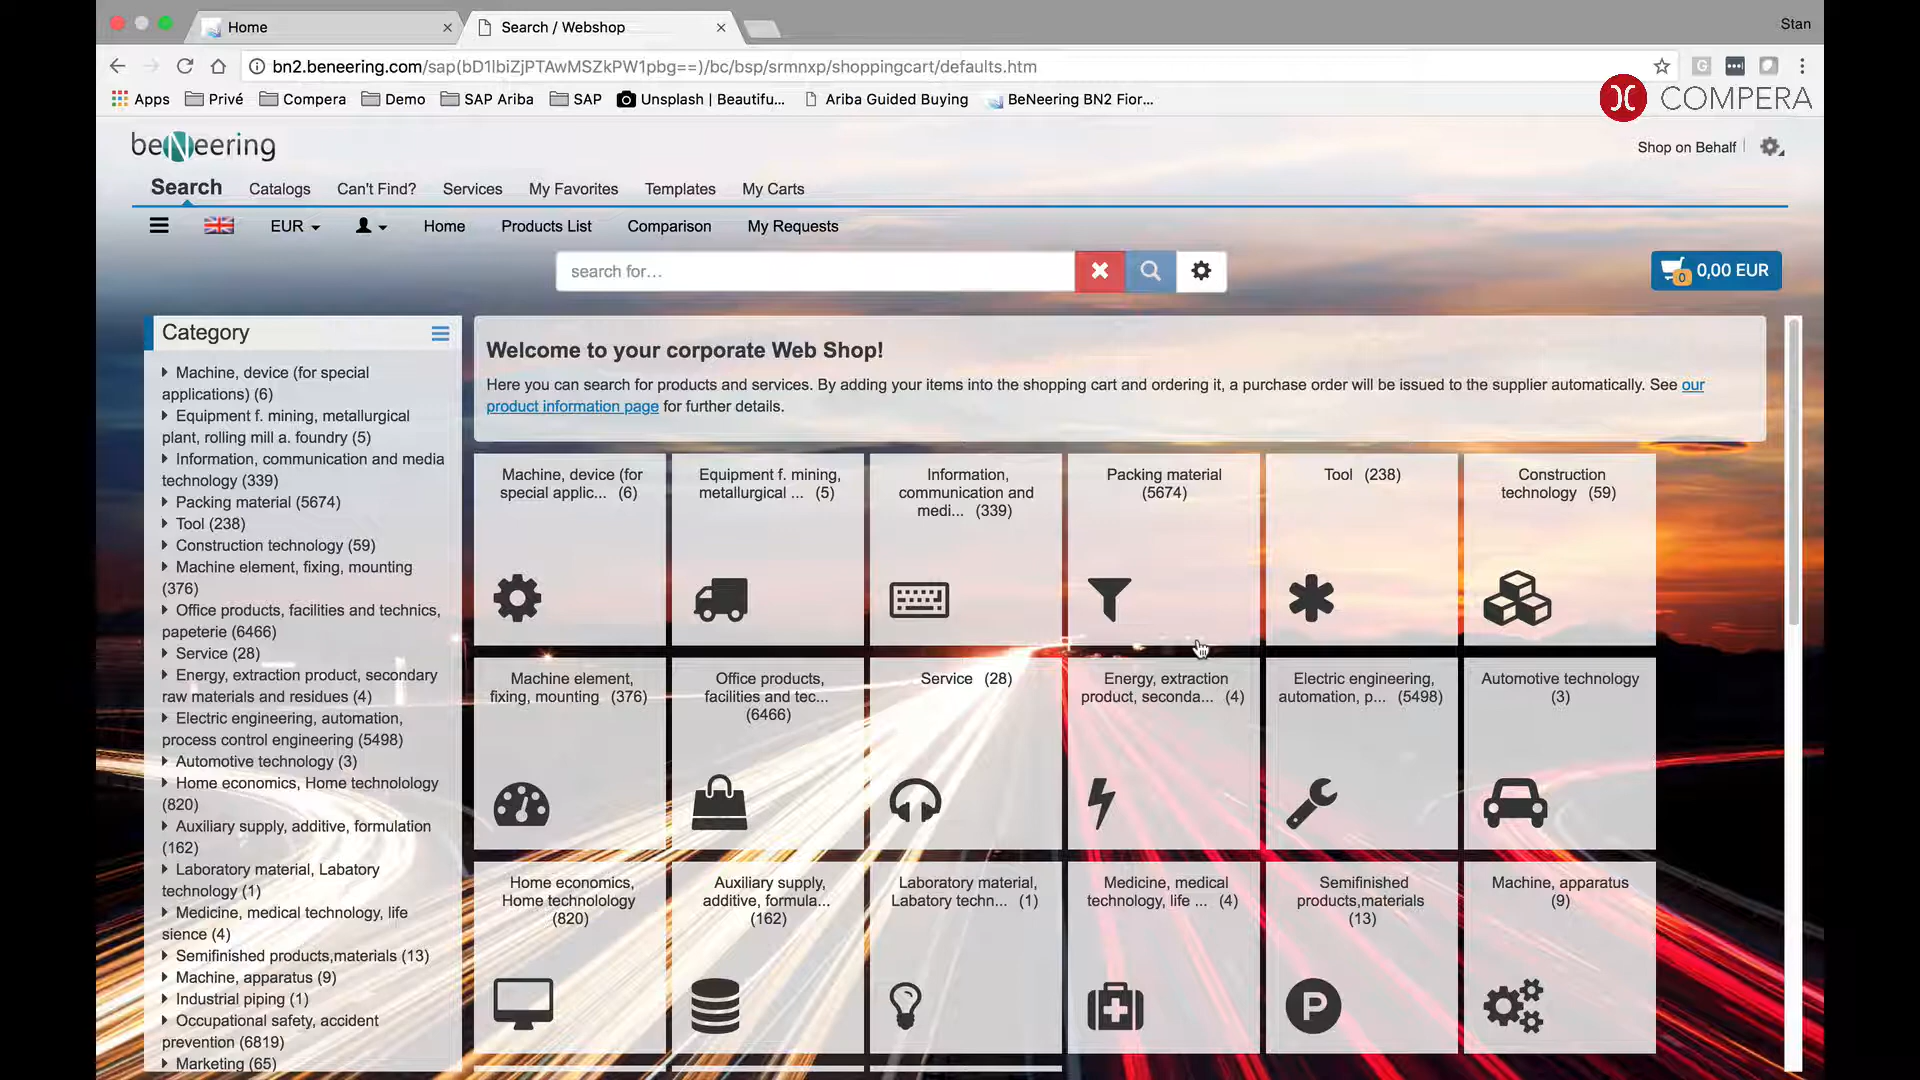 Home
Search / Webshop
Stan
bn2.beneering.com/sap(bD1lbiZjPTAwMSZkPW1pbg==)/bc/bsp/srmnxp/shoppingcart/defaults.htm
Apps
Privé
Compera
Demo
SAP Ariba
SAP
Unsplash | Beautifu...
Ariba Guided Buying
BeNeering BN2 Fior...
COMPERA
beNeering
Shop on Behalf
Search
Catalogs
Can't Find?
Services
My Favorites
Templates
My Carts
EUR
Home
Products List
Comparison
My Requests
search for...
0
0,00 EUR
Category
Machine, device (for special
applications) (6)
Equipment f. mining, metallurgical
plant, rolling mill a. foundry (5)
Information, communication and media
technology (339)
Packing material (5674)
Tool (238)
Construction technology (59)
Machine element, fixing, mounting
(376)
Office products, facilities and technics,
papeterie (6466)
Service (28)
Energy, extraction product, secondary
raw materials and residues (4)
Electric engineering, automation,
process control engineering (5498)
Automotive technology (3)
Home economics, Home technology
(820)
Auxiliary supply, additive, formulation
(162)
Laboratory material, Labatory
technology (1)
Medicine, medical technology, life
sience (4)
Semifinished products,materials (13)
Machine, apparatus (9)
Industrial piping (1)
Occupational safety, accident
prevention (6819)
Marketing (65)
Welcome to your corporate Web Shop!
Here you can search for products and services. By adding your items into the shopping cart and ordering it, a purchase order will be issued to the supplier automatically. See our
product information page for further details.
Machine, device (for
special applic... (6)
Equipment f. mining,
metallurgical ... (5)
Information,
communication and
medi... (339)
Packing material
(5674)
Tool (238)
Construction
technology (59)
Machine element,
fixing, mounting (376)
Office products,
facilities and tec...
(6466)
Service (28)
Energy, extraction
product, seconda... (4)
Electric engineering,
automation, p... (5498)
Automotive technology
(3)
Home economics,
Home technology
(820)
Auxiliary supply,
additive, formula...
(162)
Laboratory material,
Labatory techn... (1)
Medicine, medical
technology, life ... (4)
Semifinished
products,materials
(13)
Machine, apparatus
(9)
P